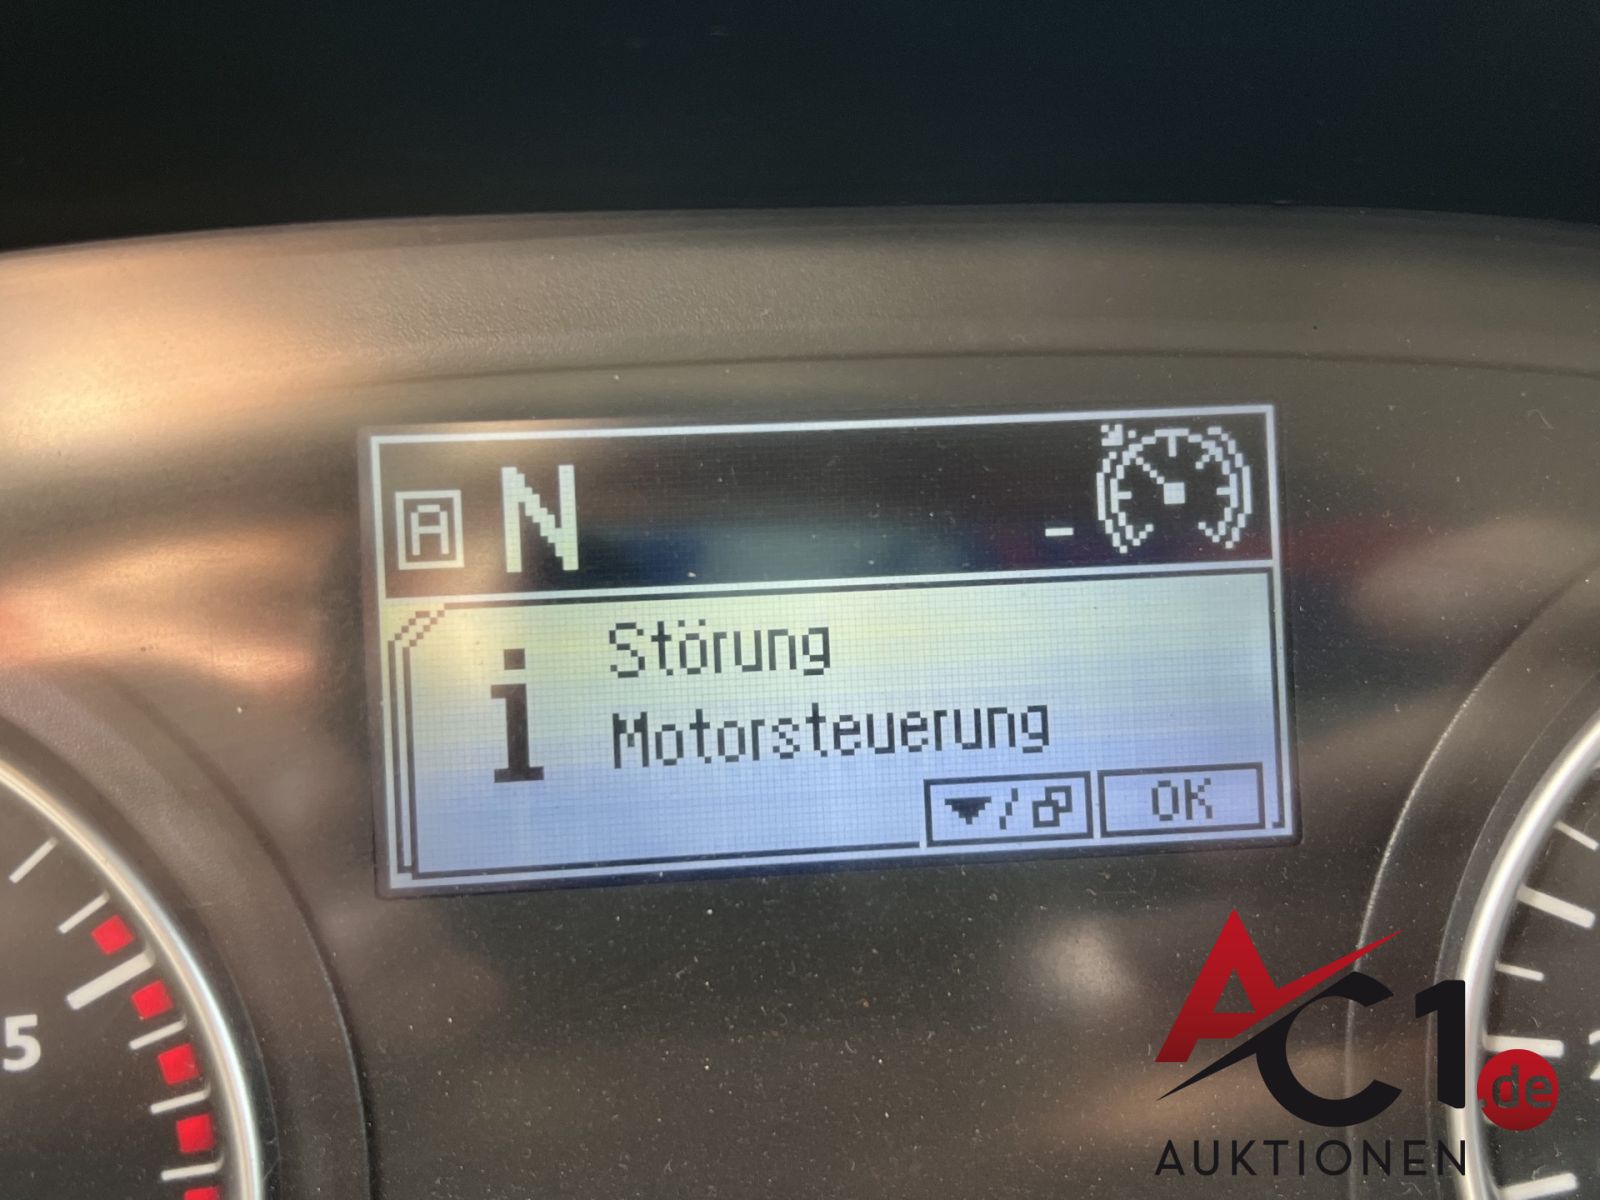 A N
-
Störung
Motorsteuerung
/ OK
5
AC1.de
AUKTIONEN